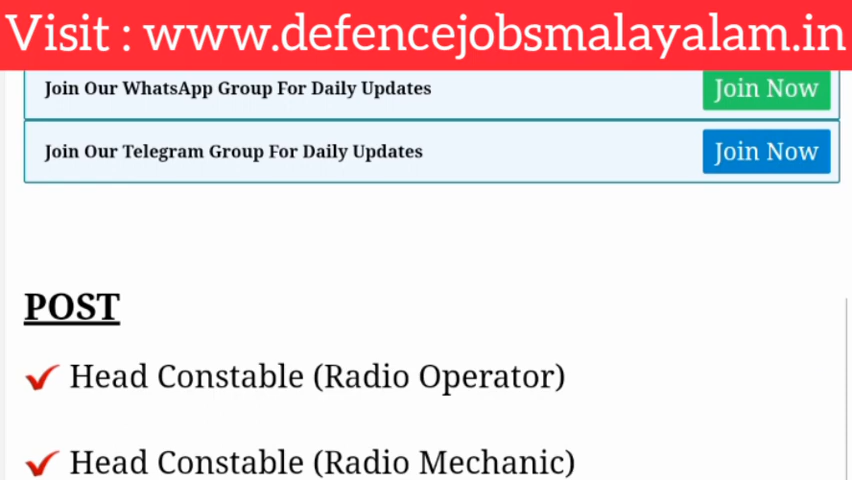 Visit : www.defencejobsmalayalam.in
Join Our WhatsApp Group For Daily Updates Join Now
Join Our Telegram Group For Daily Updates Join Now
POST
Head Constable (Radio Operator)
Head Constable (Radio Mechanic)